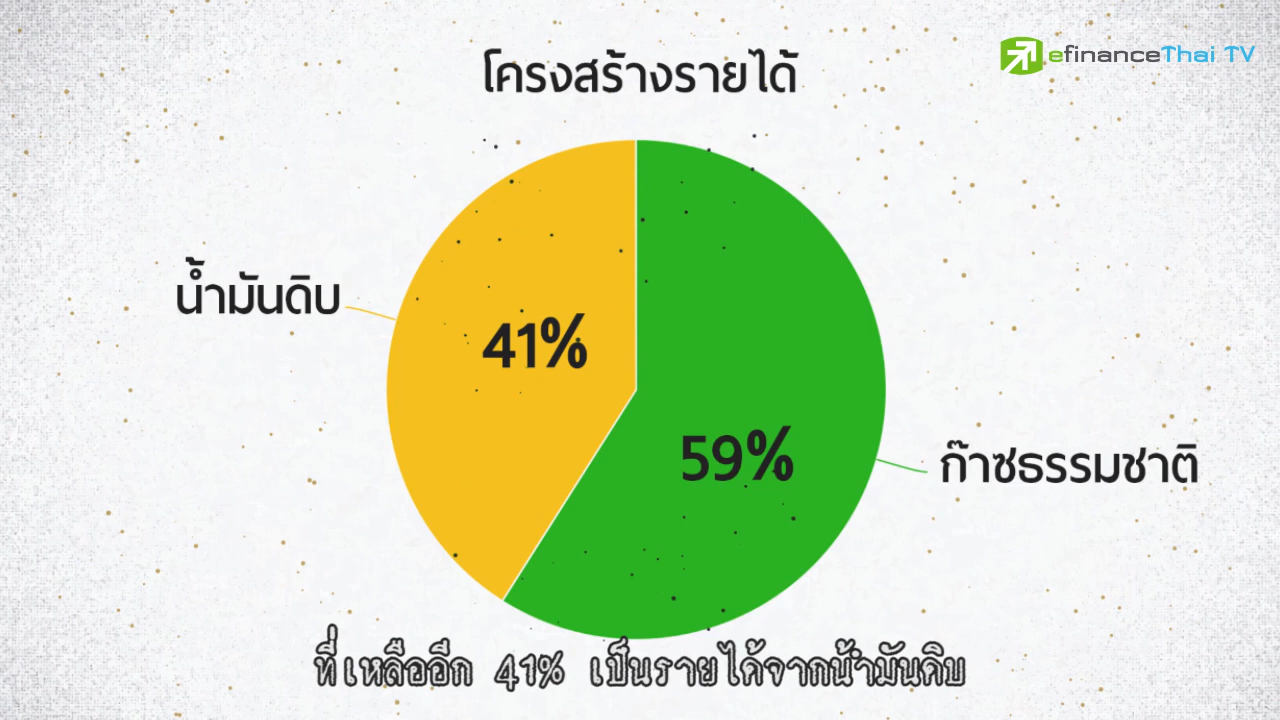 efinanceThai TV
โครงสร้างรายได้
น้ำมันดิบ
41%
59%
ก๊าซธรรมชาติ
ที่เหลืออีก 41% เป็นรายได้จากน้ำมันดิบ